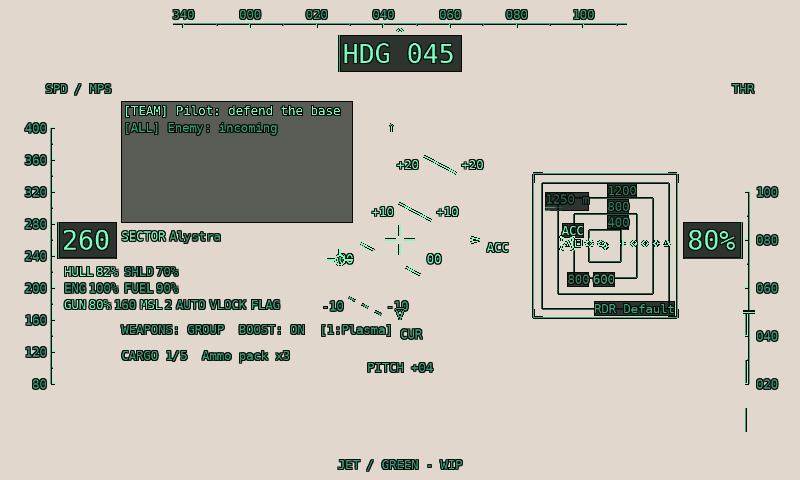 340 000 020 040 060 080 100
HDG 045
SPD / MPS
THR
[TEAM] Pilot: defend the base
[ALL] Enemy: incoming
400
360
320
280
260
240
200
160
120
80
+20 +20
+10 +10
00
-10 -10
ACC
CUR
PITCH +04
SECTOR Alystra
HULL 82% SHLD 70%
ENG 100% FUEL 90%
GUN 80% 160 MSL 2 AUTO VLOCK FLAG
WEAPONS: GROUP BOOST: ON [1:Plasma]
CARGO 1/5 Ammo pack x3
1250 m
1200
800
400
ACC
800 600
RDR Default
100
80%
080
060
040
020
JET / GREEN - WIP